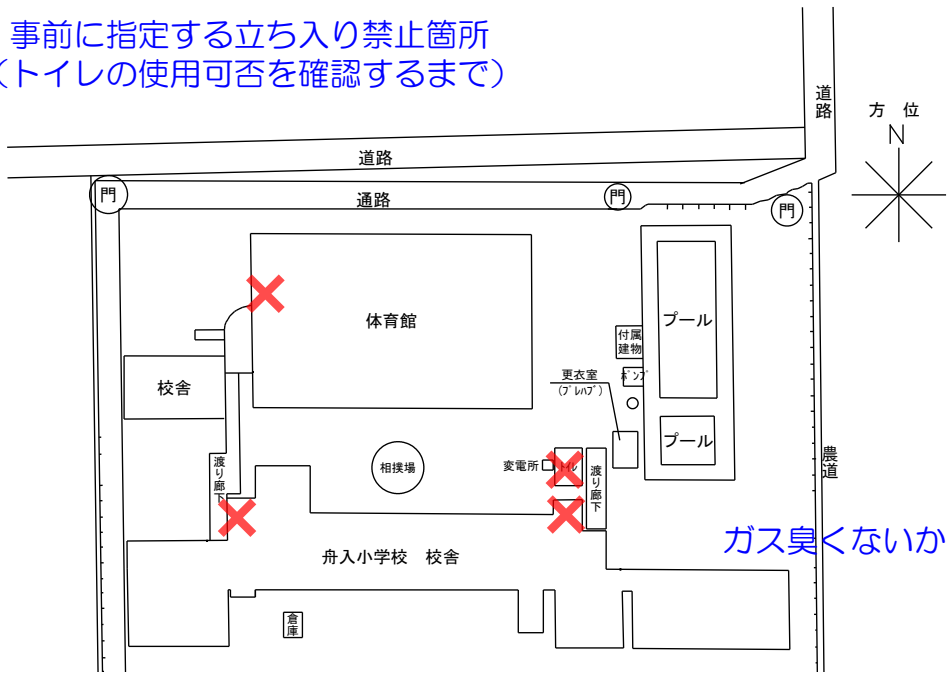 事前に指定する立ち入り禁止箇所
（トイレの使用可否を確認するまで）
道路
方位
N
道路
門
通路
門
門
体育館
プール
付属
建物
校舎
更衣室
(ﾌﾟﾚﾊﾌﾞ)
ﾎﾟﾝﾌﾟ
プール
渡り廊下
相撲場
変電所
ﾄｲﾚ
渡り廊下
農道
ガス臭くないか
舟入小学校　校舎
倉庫